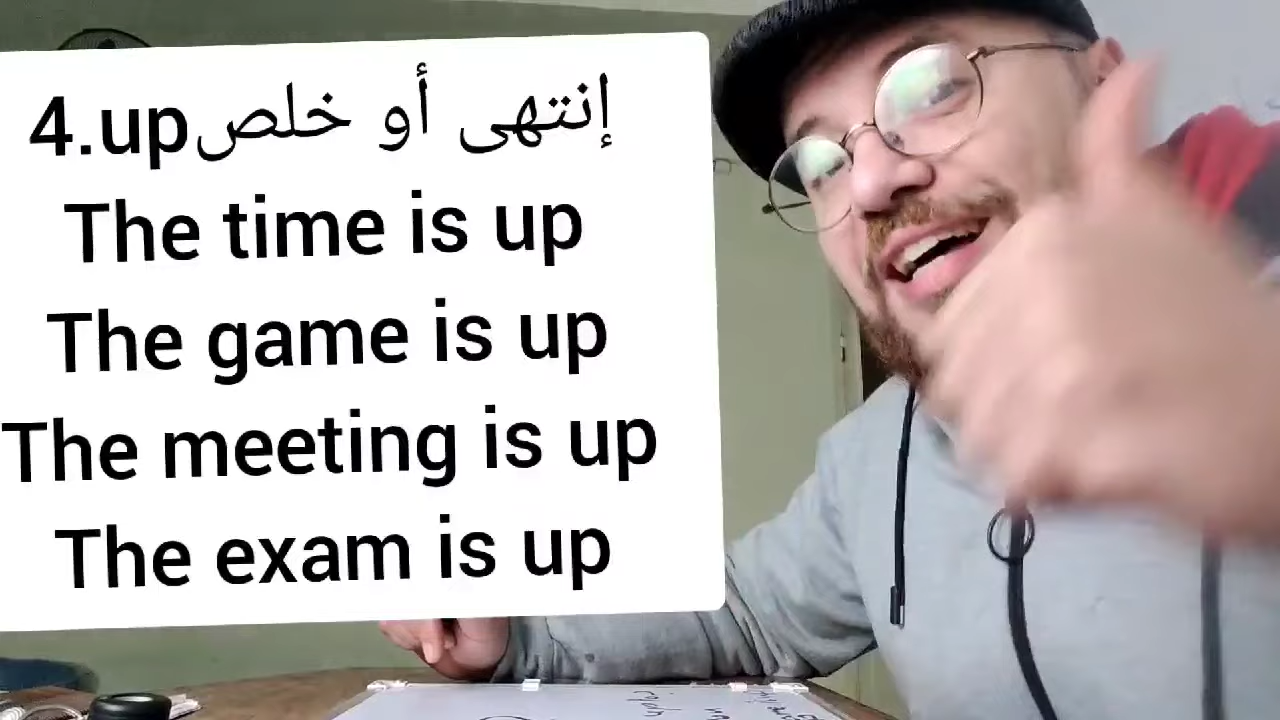 4.up إنتهى أو خلص
The time is up
The game is up
The meeting is up
The exam is up